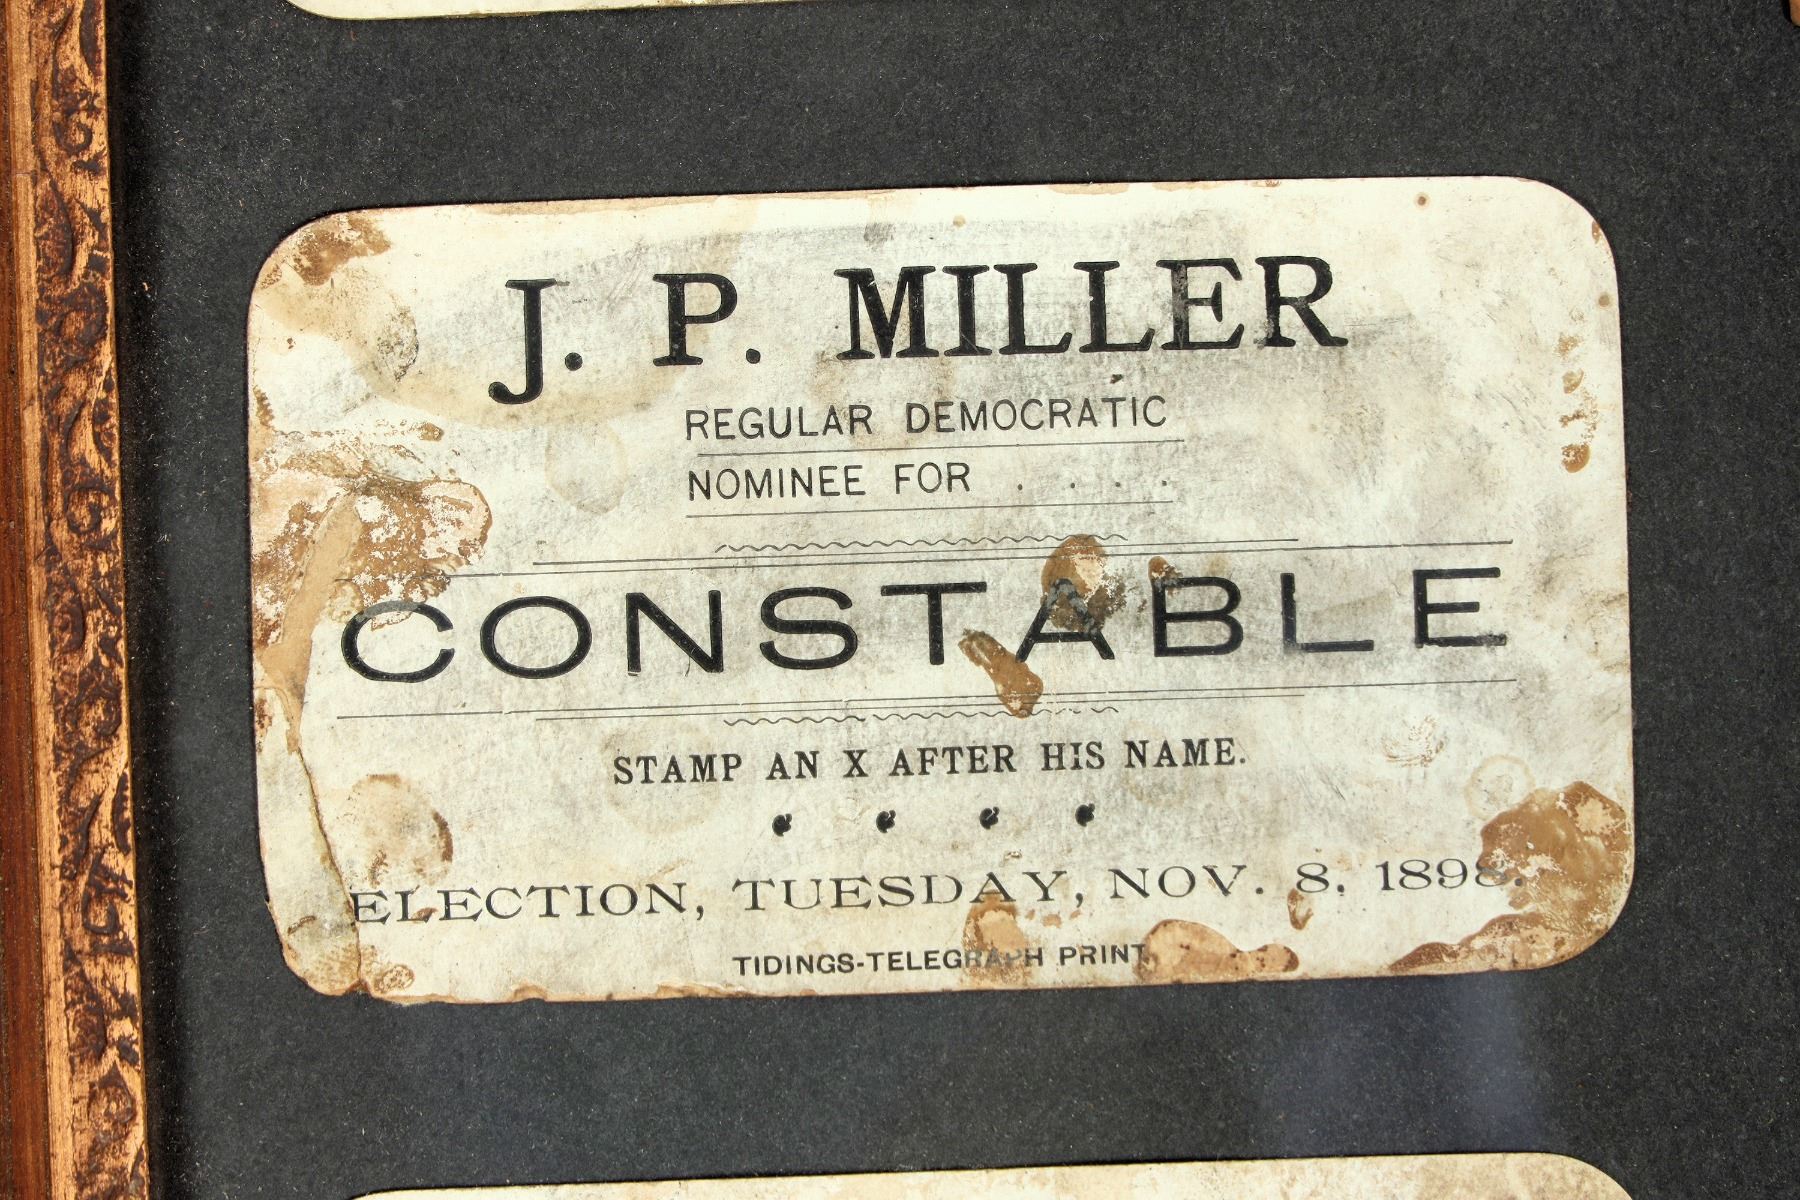 J. P. MILLER
REGULAR DEMOCRATIC
NOMINEE FOR . . . .
CONSTABLE
STAMP AN X AFTER HIS NAME.
ELECTION, TUESDAY, NOV. 8, 1898.
TIDINGS-TELEGRAPH PRINT.